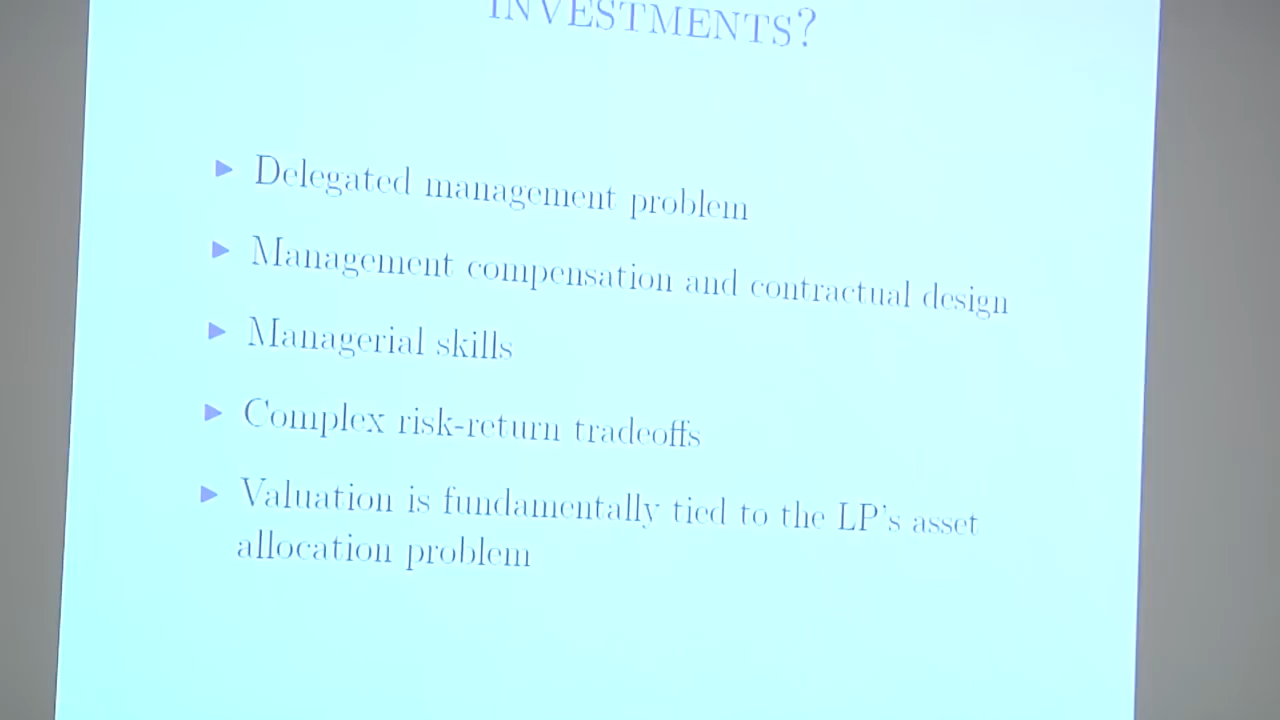 INVESTMENTS?
▶ Delegated management problem
▶ Management compensation and contractual design
▶ Managerial skills
▶ Complex risk-return tradeoffs
▶ Valuation is fundamentally tied to the LP's asset
allocation problem